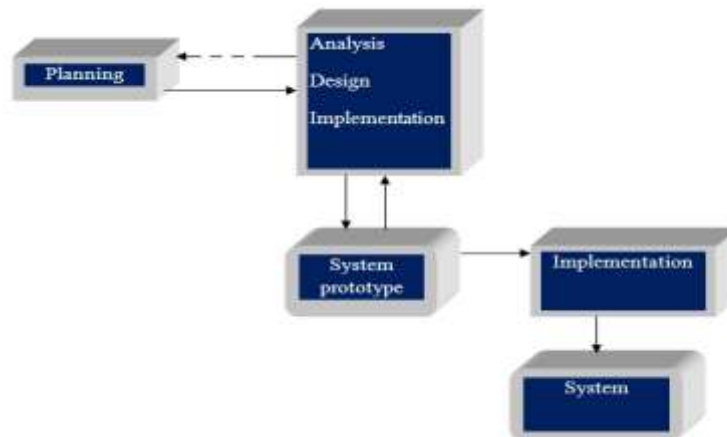 Planning
Analysis
Design
Implementation
System
prototype
Implementation
System